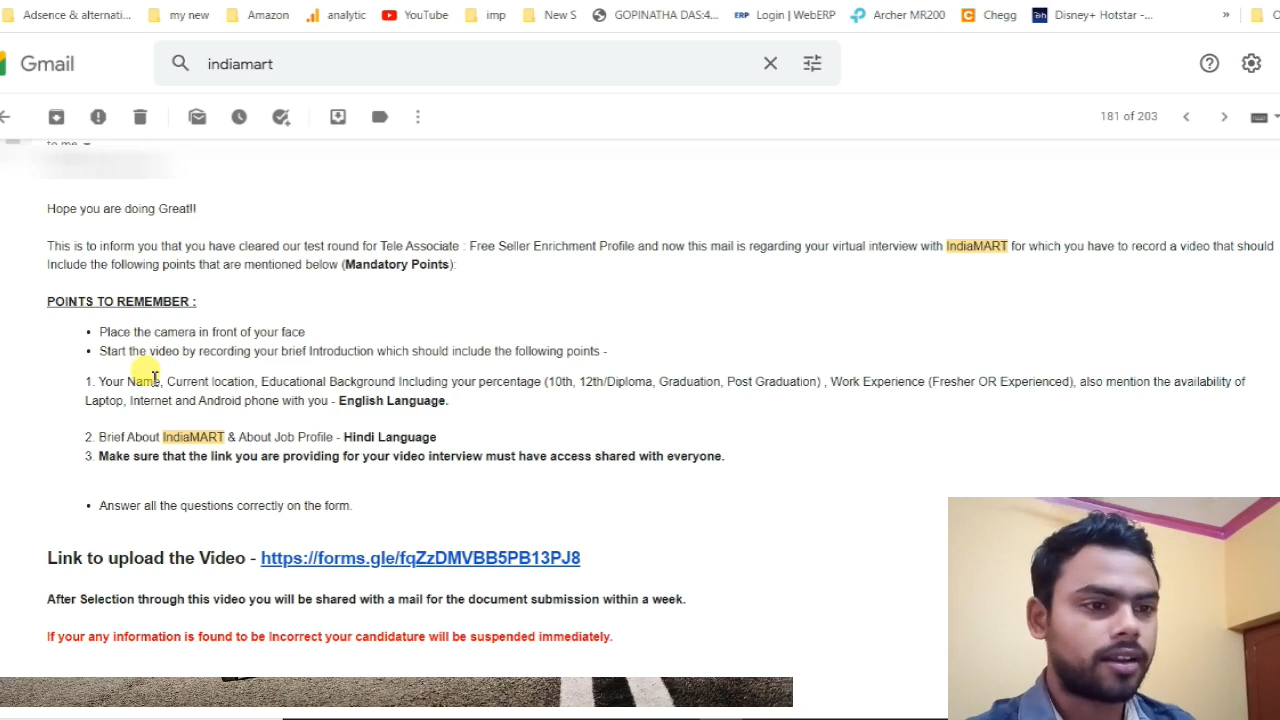 Adsence & alternati... my new Amazon analytic YouTube imp New S GOPINATHA DAS:4... ERP Login | WebERP Archer MR200 Chegg Disney+ Hotstar -... »
Gmail indiamart
181 of 203
to me
Hope you are doing Great!!
This is to inform you that you have cleared our test round for Tele Associate : Free Seller Enrichment Profile and now this mail is regarding your virtual interview with IndiaMART for which you have to record a video that should
Include the following points that are mentioned below (Mandatory Points):
POINTS TO REMEMBER :
• Place the camera in front of your face
• Start the video by recording your brief Introduction which should include the following points -
1. Your Name, Current location, Educational Background Including your percentage (10th, 12th/Diploma, Graduation, Post Graduation) , Work Experience (Fresher OR Experienced), also mention the availability of
Laptop, Internet and Android phone with you - English Language.
2. Brief About IndiaMART & About Job Profile - Hindi Language
3. Make sure that the link you are providing for your video interview must have access shared with everyone.
• Answer all the questions correctly on the form.
Link to upload the Video - https://forms.gle/fqZzDMVBB5PB13PJ8
After Selection through this video you will be shared with a mail for the document submission within a week.
If your any information is found to be Incorrect your candidature will be suspended immediately.